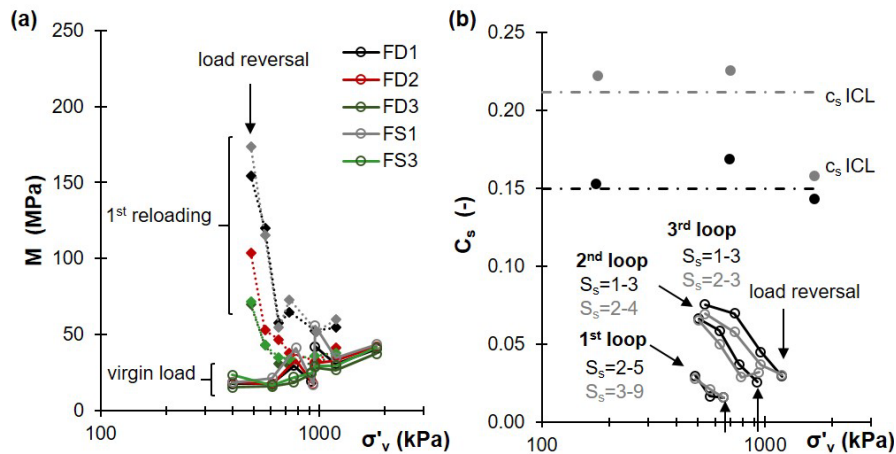 (a)
250
200
150
100
50
0
M (MPa)
100
1000
σ'v (kPa)
load reversal
1st reloading
virgin load
FD1
FD2
FD3
FS1
FS3
(b)
0.25
0.20
0.15
0.10
0.05
0.00
Cs (-)
100
1000
σ'v (kPa)
cs ICL
cs ICL
3rd loop
Ss=1-3
Ss=2-3
2nd loop
Ss=1-3
Ss=2-4
load reversal
1st loop
Ss=2-5
Ss=3-9